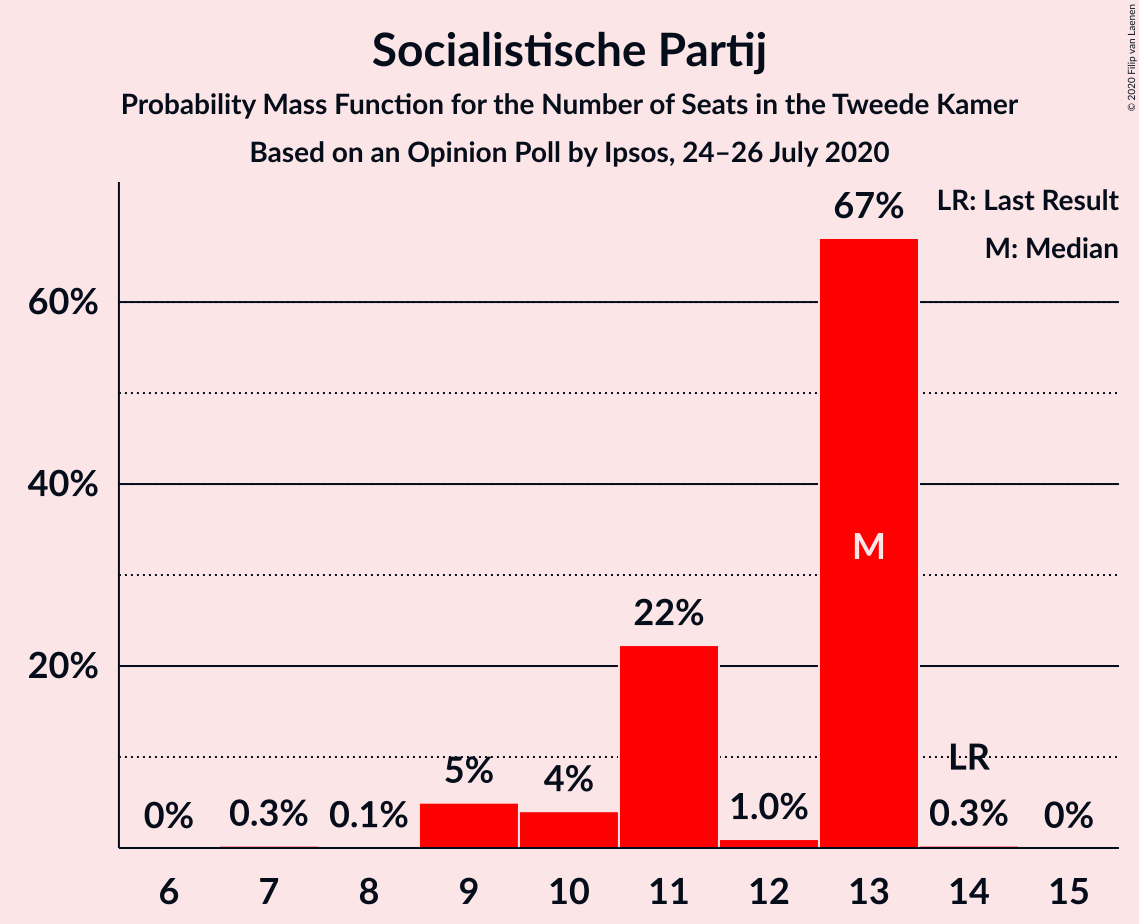 Socialistische Partij
Probability Mass Function for the Number of Seats in the Tweede Kamer
Based on an Opinion Poll by Ipsos, 24–26 July 2020
© 2020 Filip van Laenen
LR: Last Result
M: Median
60%
40%
20%
0%
0.3%
0.1%
5%
4%
22%
1.0%
67%
M
LR
0.3%
0%
6 7 8 9 10 11 12 13 14 15